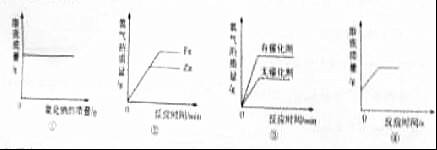 溶液质量/g
0
氯化钠的质量/g
①
氢气的质量/g
Fe
Zn
0
反应时间/min
②
气的质量/g
有催化剂
无催化剂
0
反应时间/min
③
溶液质量/g
0
反应时间/s
④